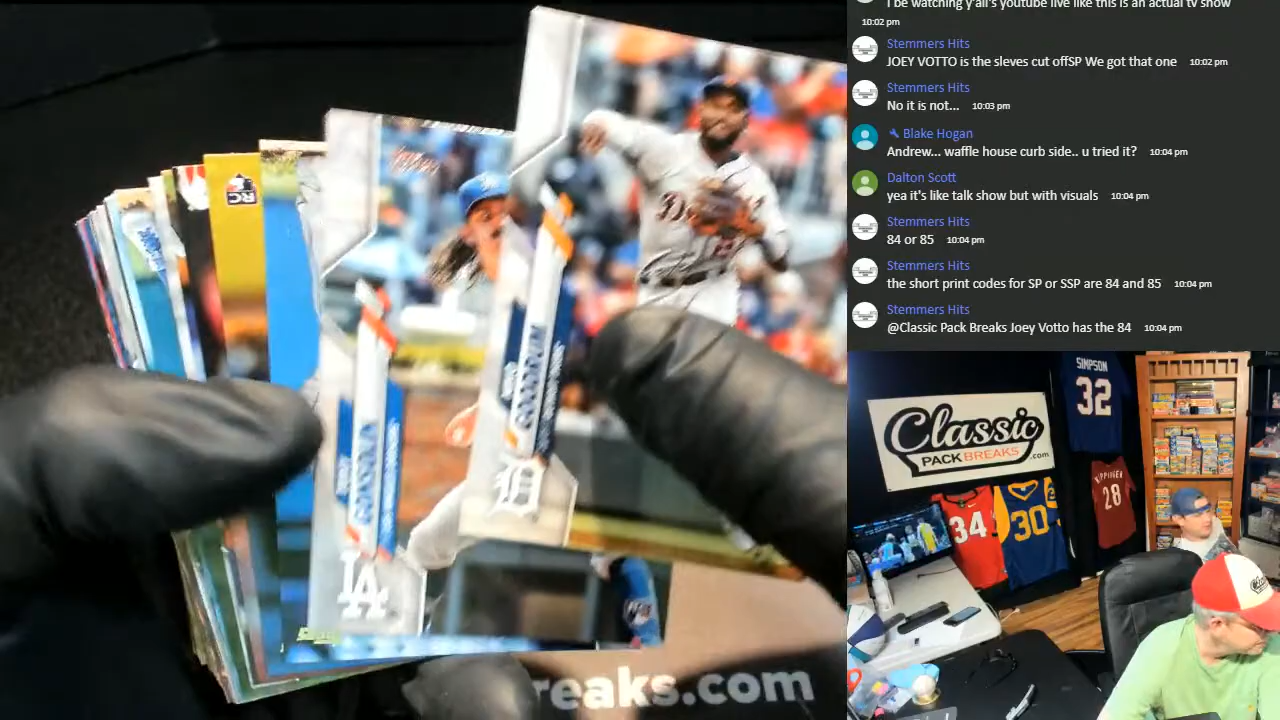 I be watching y'all's youtube live like this is an actual tv show
10:02 pm
Stemmers Hits
JOEY VOTTO is the sleves cut offSP We got that one 10:02 pm
Stemmers Hits
No it is not... 10:03 pm
Blake Hogan
Andrew... waffle house curb side.. u tried it? 10:04 pm
Dalton Scott
yea it's like talk show but with visuals 10:04 pm
Stemmers Hits
84 or 85 10:04 pm
Stemmers Hits
the short print codes for SP or SSP are 84 and 85 10:04 pm
Stemmers Hits
@Classic Pack Breaks Joey Votto has the 84 10:04 pm
RC
GOODRUM
D
LA
reaks.com
SIMPSON
32
Classic
PACK BREAKS.com
34
30
28